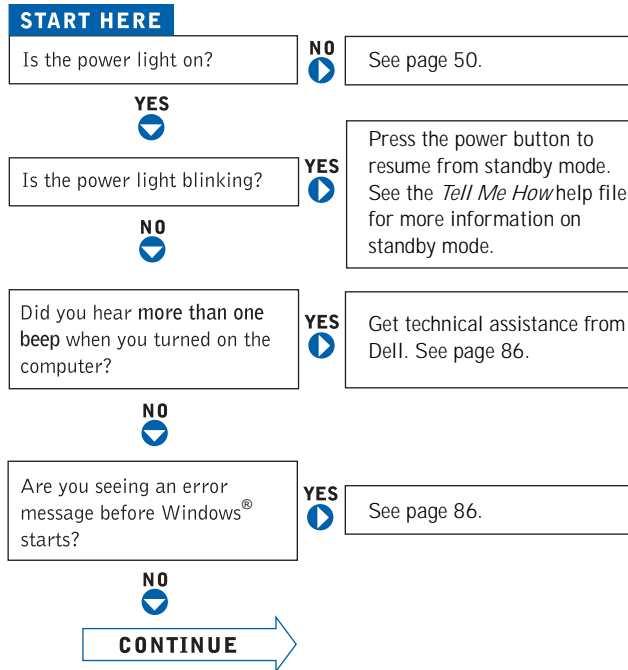 START HERE
Is the power light on?
NO
See page 50.
YES
Is the power light blinking?
YES
Press the power button to
resume from standby mode.
See the Tell Me How help file
for more information on
standby mode.
NO
Did you hear more than one
beep when you turned on the
computer?
YES
Get technical assistance from
Dell. See page 86.
NO
Are you seeing an error
message before Windows®
starts?
YES
See page 86.
NO
CONTINUE